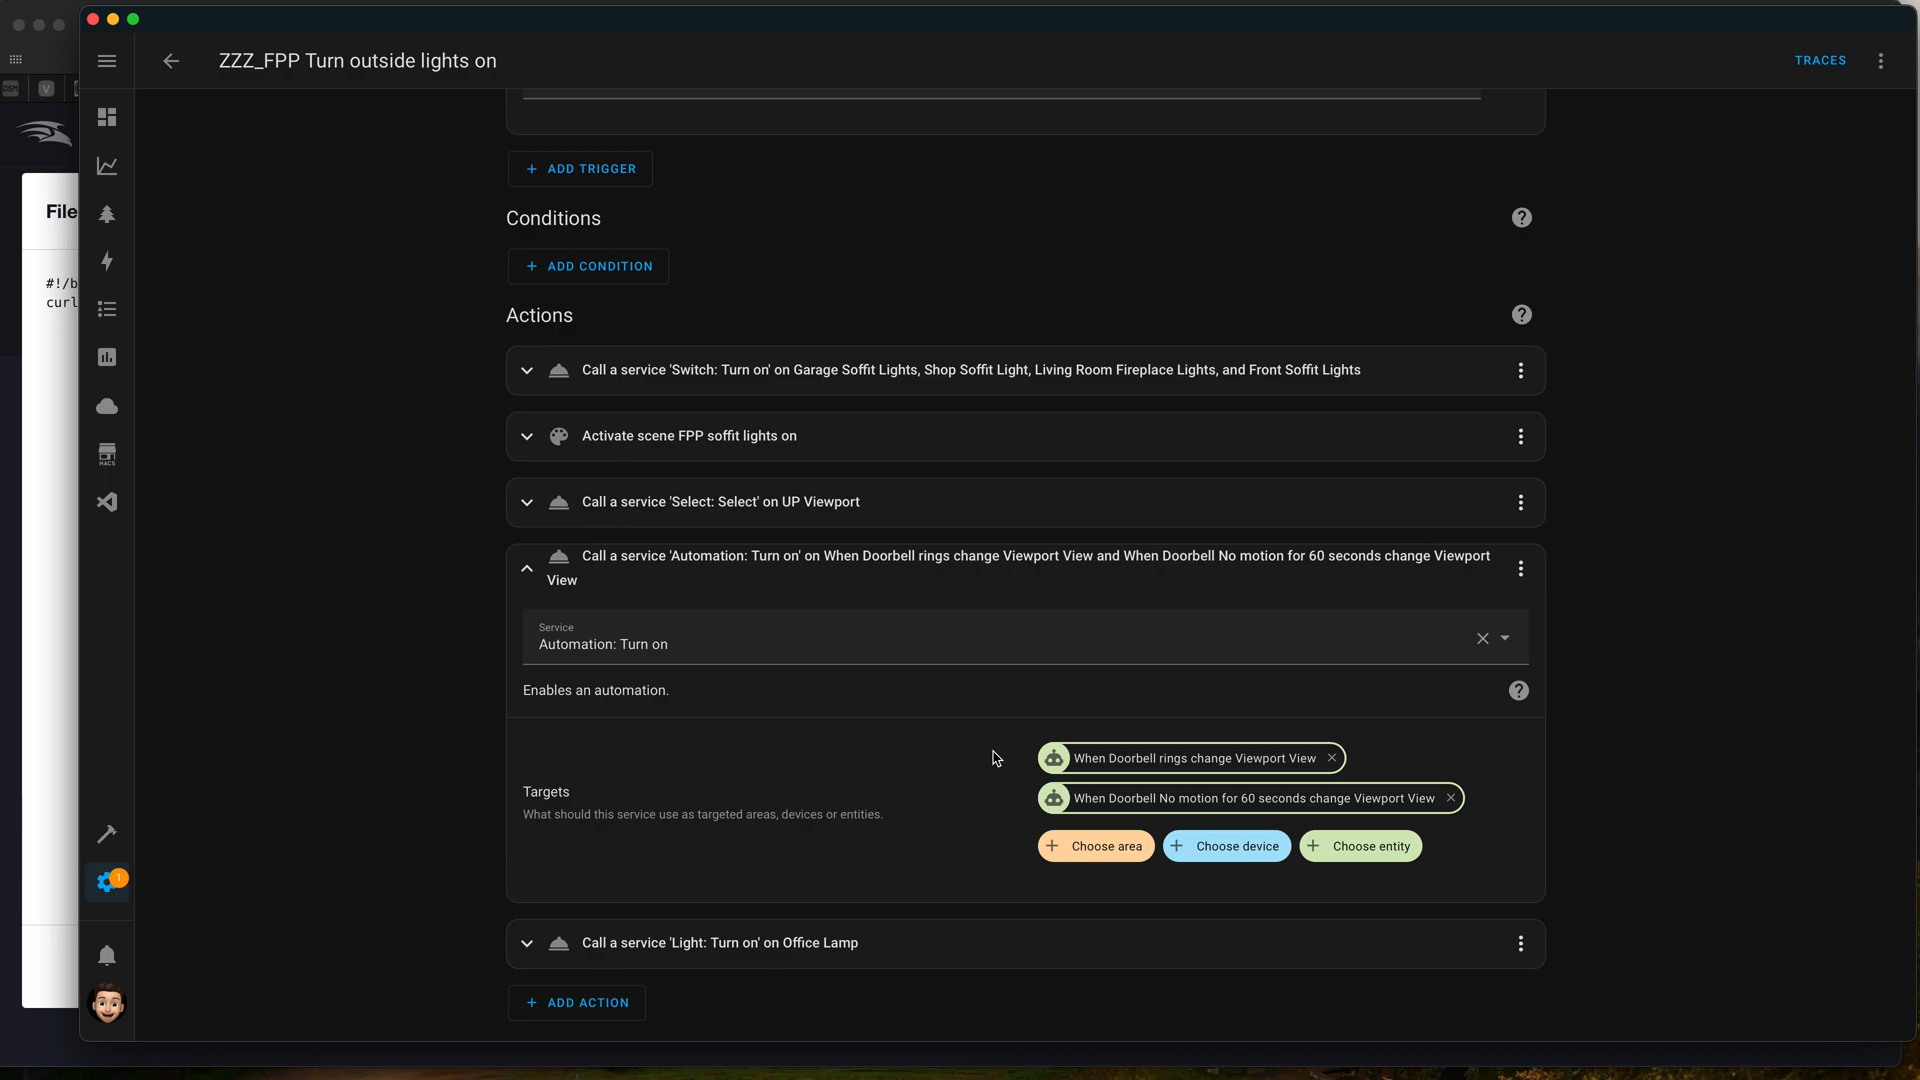 ZZZ_FPP Turn outside lights on
TRACES
V
File
#!/b
curl
HACS
1
+ ADD TRIGGER
Conditions
+ ADD CONDITION
Actions
Call a service 'Switch: Turn on' on Garage Soffit Lights, Shop Soffit Light, Living Room Fireplace Lights, and Front Soffit Lights
Activate scene FPP soffit lights on
Call a service 'Select: Select' on UP Viewport
Call a service 'Automation: Turn on' on When Doorbell rings change Viewport View and When Doorbell No motion for 60 seconds change Viewport
View
Service
Automation: Turn on
Enables an automation.
When Doorbell rings change Viewport View
Targets
When Doorbell No motion for 60 seconds change Viewport View
What should this service use as targeted areas, devices or entities.
+ Choose area + Choose device + Choose entity
Call a service 'Light: Turn on' on Office Lamp
+ ADD ACTION